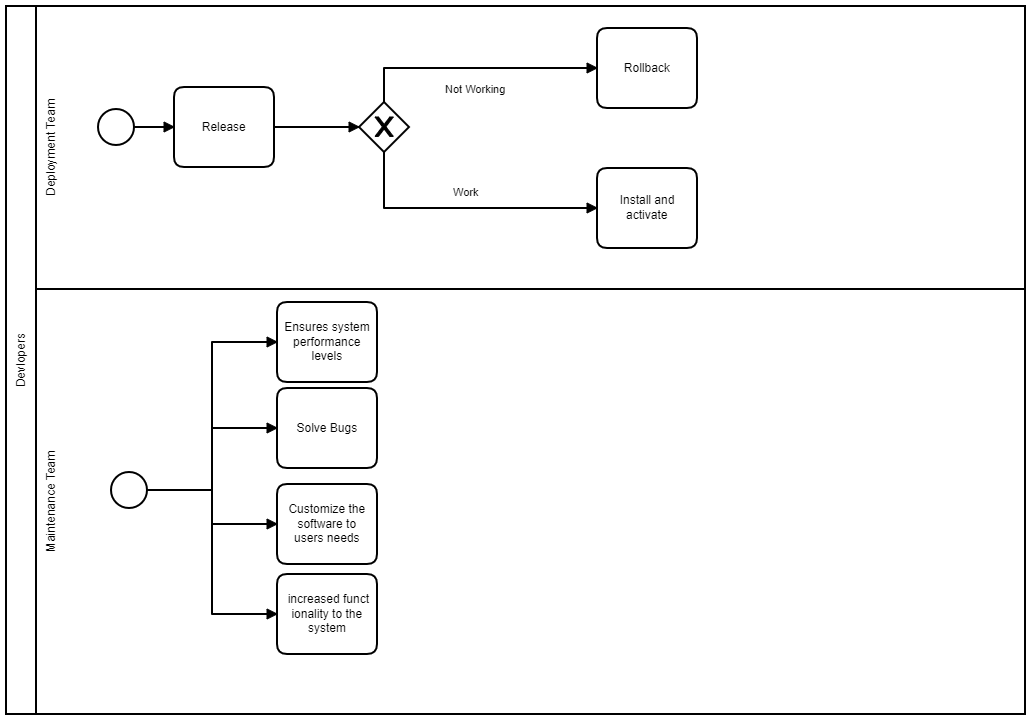 Devlopers
Deployment Team
Release
Not Working
Work
Rollback
Install and
activate
Maintenance Team
Ensures system
performance
levels
Solve Bugs
Customize the
software to
users needs
increased funct
ionality to the
system